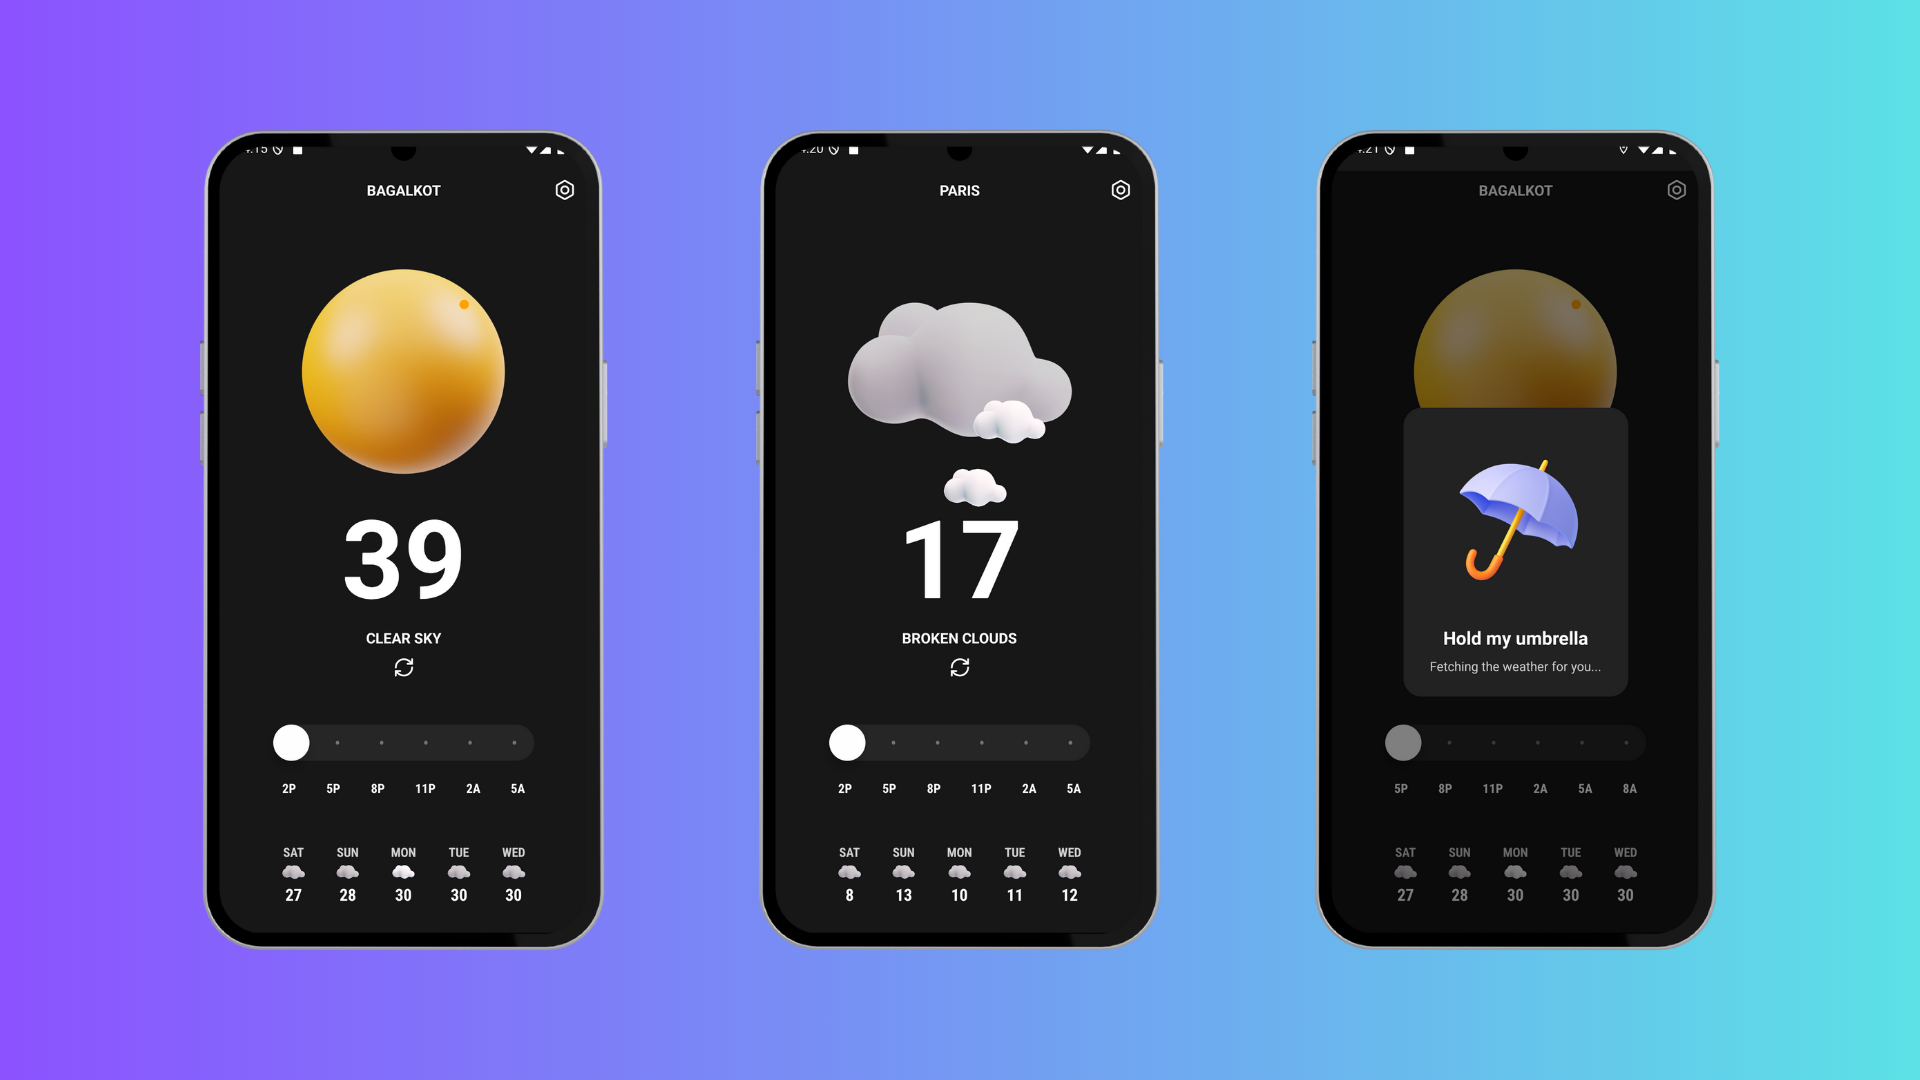 BAGALKOT
39
CLEAR SKY
2P 5P 8P 11P 2A 5A
SAT SUN MON TUE WED
27 28 30 30 30
PARIS
17
BROKEN CLOUDS
2P 5P 8P 11P 2A 5A
SAT SUN MON TUE WED
8 13 10 11 12
BAGALKOT
Hold my umbrella
Fetching the weather for you...
5P 8P 11P 2A 5A 8A
SAT SUN MON TUE WED
27 28 30 30 30